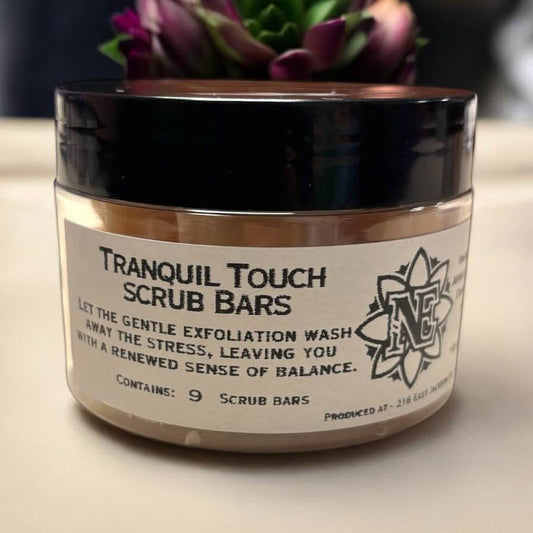 Tranquil Touch
scrub Bars
Let the gentle exfoliation wash
away the stress, leaving you
with a renewed sense of balance.
Contains: 9 Scrub bars
NE
Produced at - 216 East